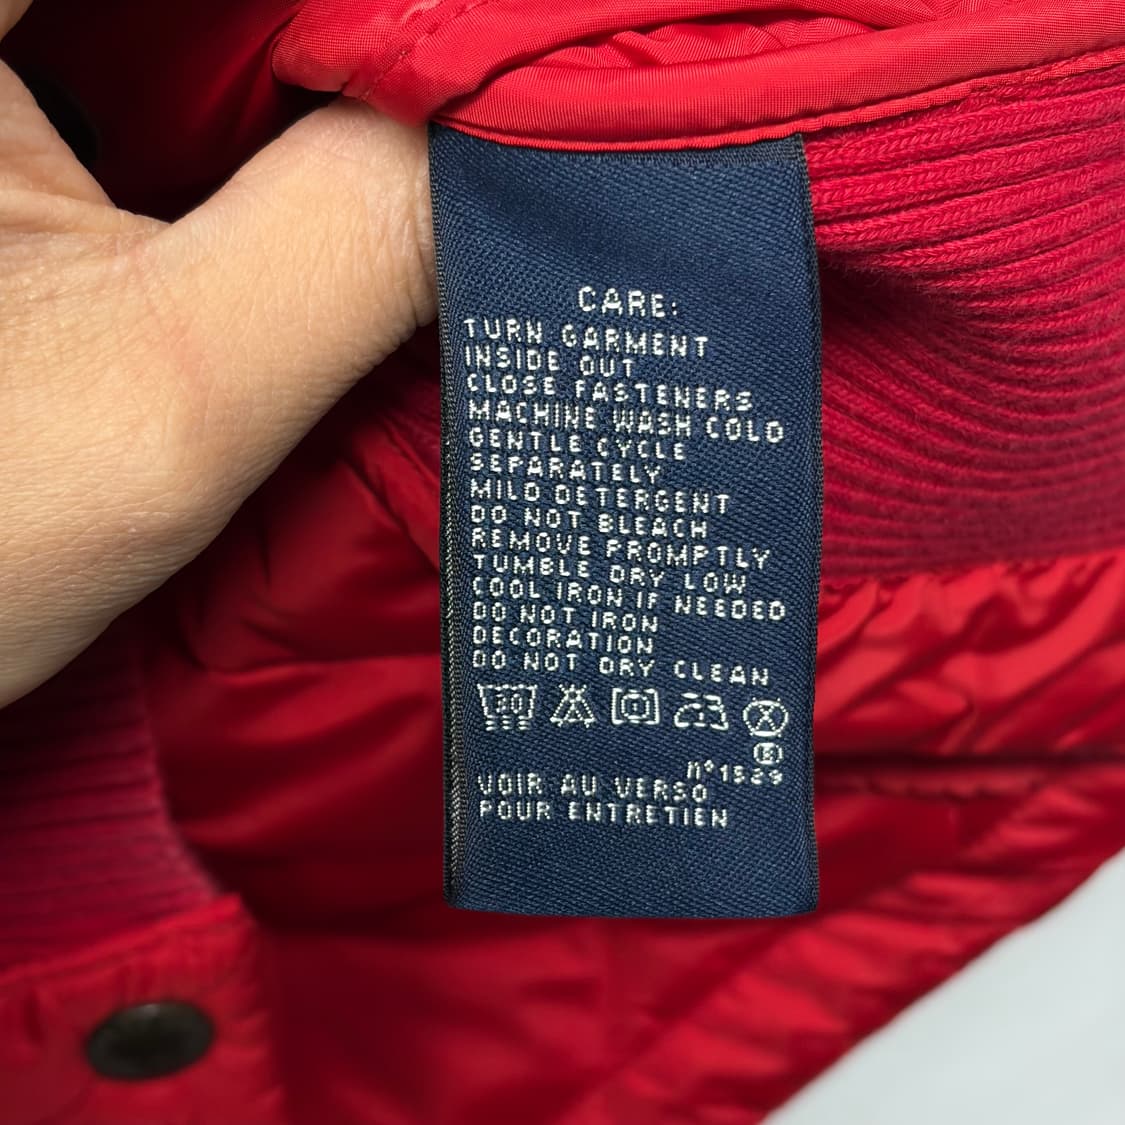 CARE:
TURN GARMENT
INSIDE OUT
CLOSE FASTENERS
MACHINE WASH COLD
GENTLE CYCLE
SEPARATELY
MILD DETERGENT
DO NOT BLEACH
REMOVE PROMPTLY
TUMBLE DRY LOW
COOL IRON IF NEEDED
DO NOT IRON
DECORATION
DO NOT DRY CLEAN
30
nº1529
VOIR AU VERSO
POUR ENTRETIEN